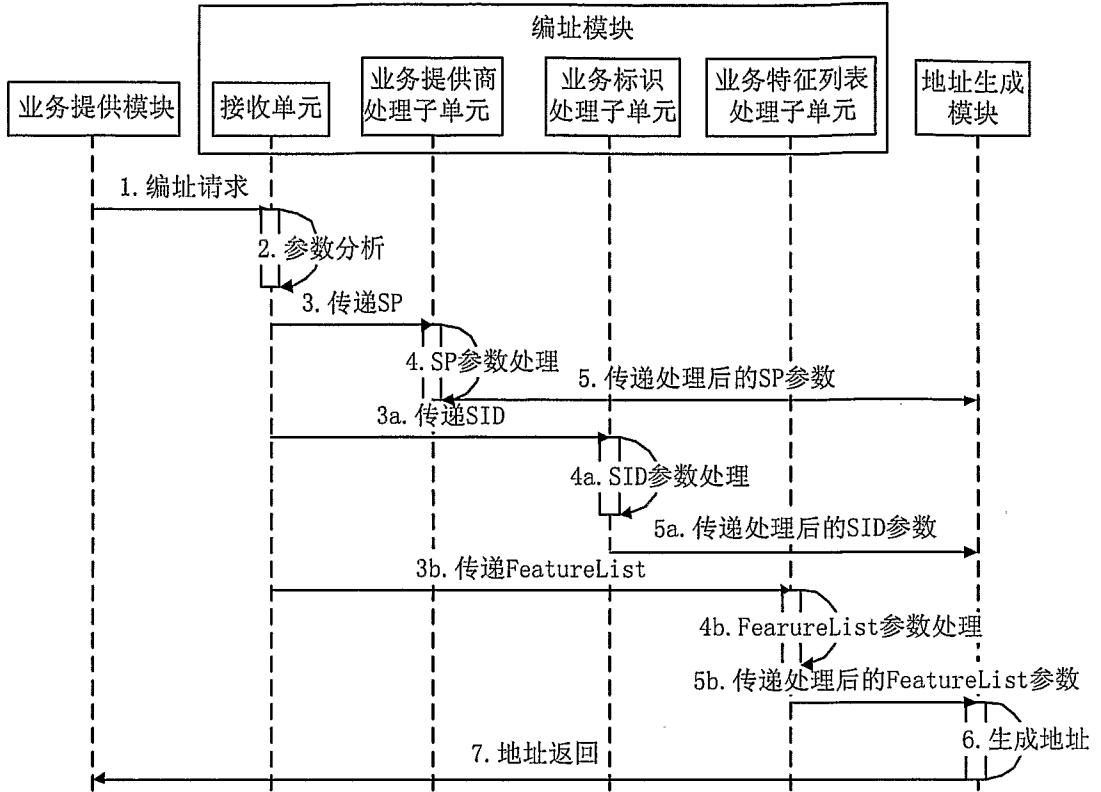 编址模块
业务提供模块
接收单元
业务提供商
处理子单元
业务标识
处理子单元
业务特征列表
处理子单元
地址生成
模块
1.编址请求
2.参数分析
3.传递SP
4.SP参数处理
5.传递处理后的SP参数
3a.传递SID
4a.SID参数处理
5a.传递处理后的SID参数
3b.传递FeatureList
4b.FearureList参数处理
5b.传递处理后的FeatureList参数
6.生成地址
7.地址返回